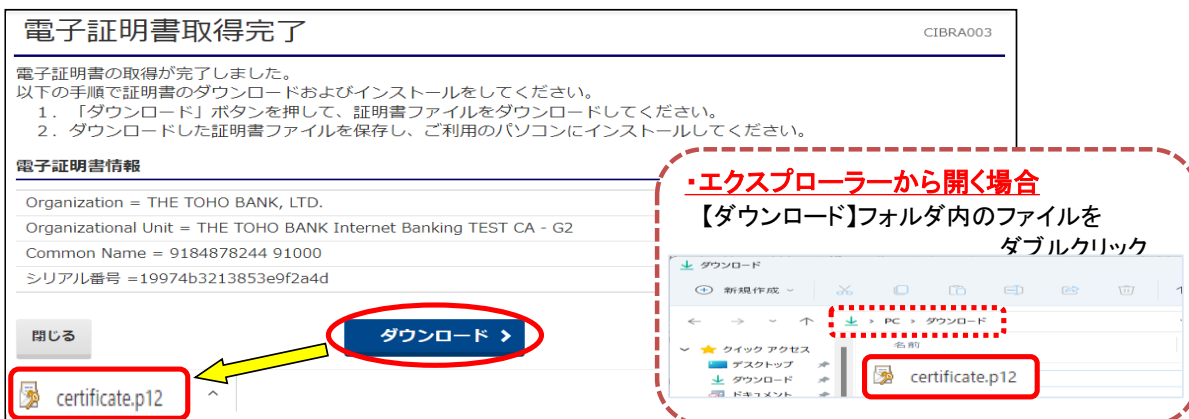 電子証明書取得完了
CIBRA003
電子証明書の取得が完了しました。
以下の手順で証明書のダウンロードおよびインストールをしてください。
1. 「ダウンロード」ボタンを押して、証明書ファイルをダウンロードしてください。
2. ダウンロードした証明書ファイルを保存し、ご利用のパソコンにインストールしてください。
電子証明書情報
Organization = THE TOHO BANK, LTD.
Organizational Unit = THE TOHO BANK Internet Banking TEST CA - G2
Common Name = 9184878244 91000
シリアル番号 =19974b3213853e9f2a4d
閉じる
ダウンロード
certificate.p12
・エクスプローラーから開く場合
【ダウンロード】フォルダ内のファイルを
ダブルクリック
ダウンロード
新規作成
PC > ダウンロード
名前
クイック アクセス
デスクトップ
ダウンロード
ドキュメント
certificate.p12